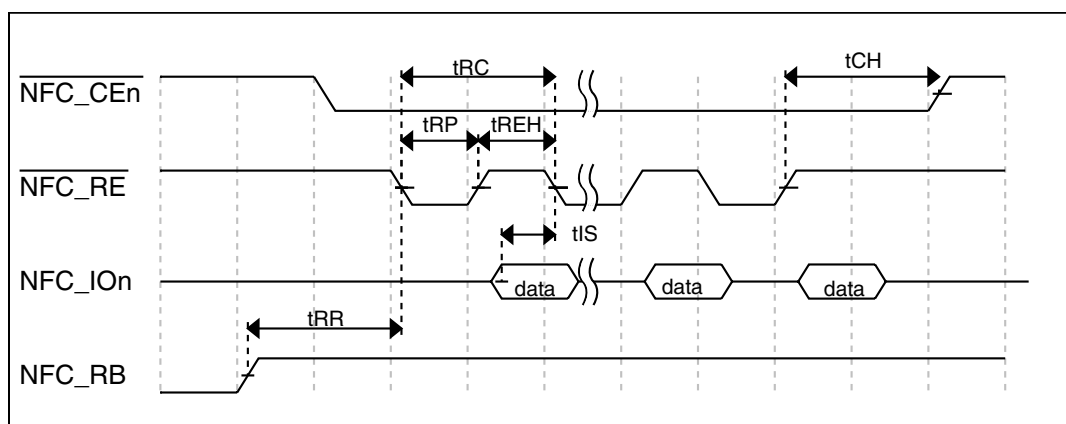 tRC
tCH
NFC_CEn
tRP
tREH
NFC_RE
tIS
NFC_IOn
data
data
data
tRR
NFC_RB